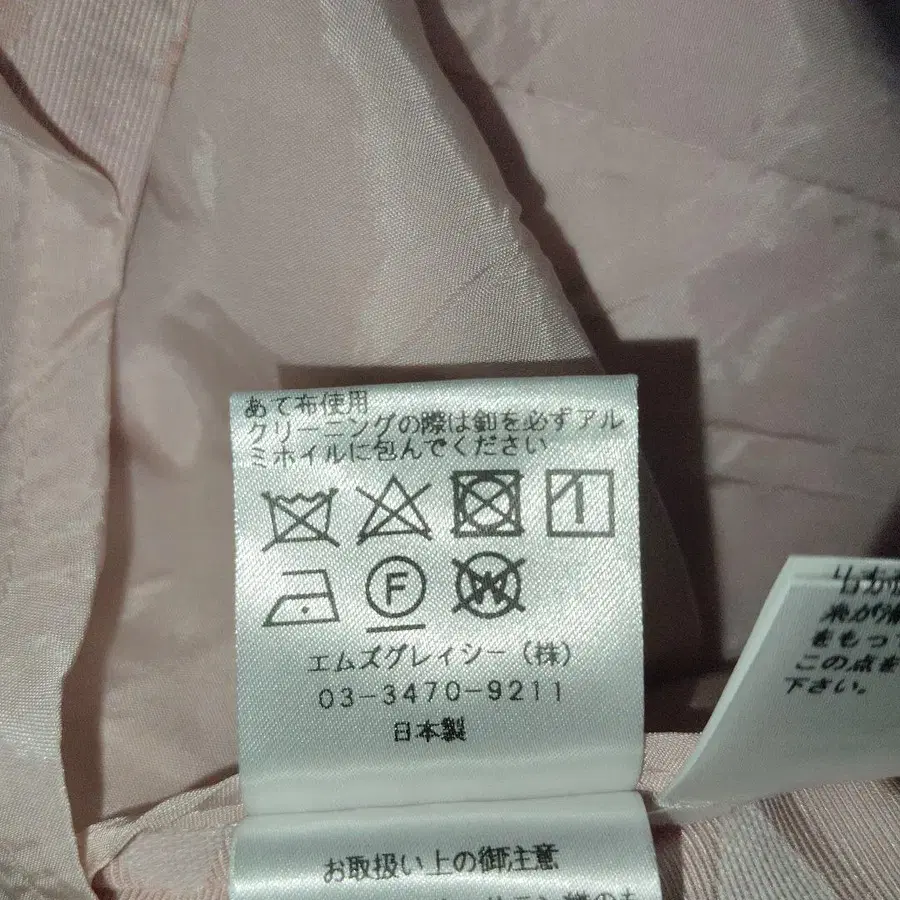 あて布使用
クリーニングの際は釦を必ずアル
ミホイルに包んでください
F
W
エムズグレイシー（株）
03-3470-9211
日本製
お取扱い上の御注意
糸が滑
をもって
この点を
下さい。